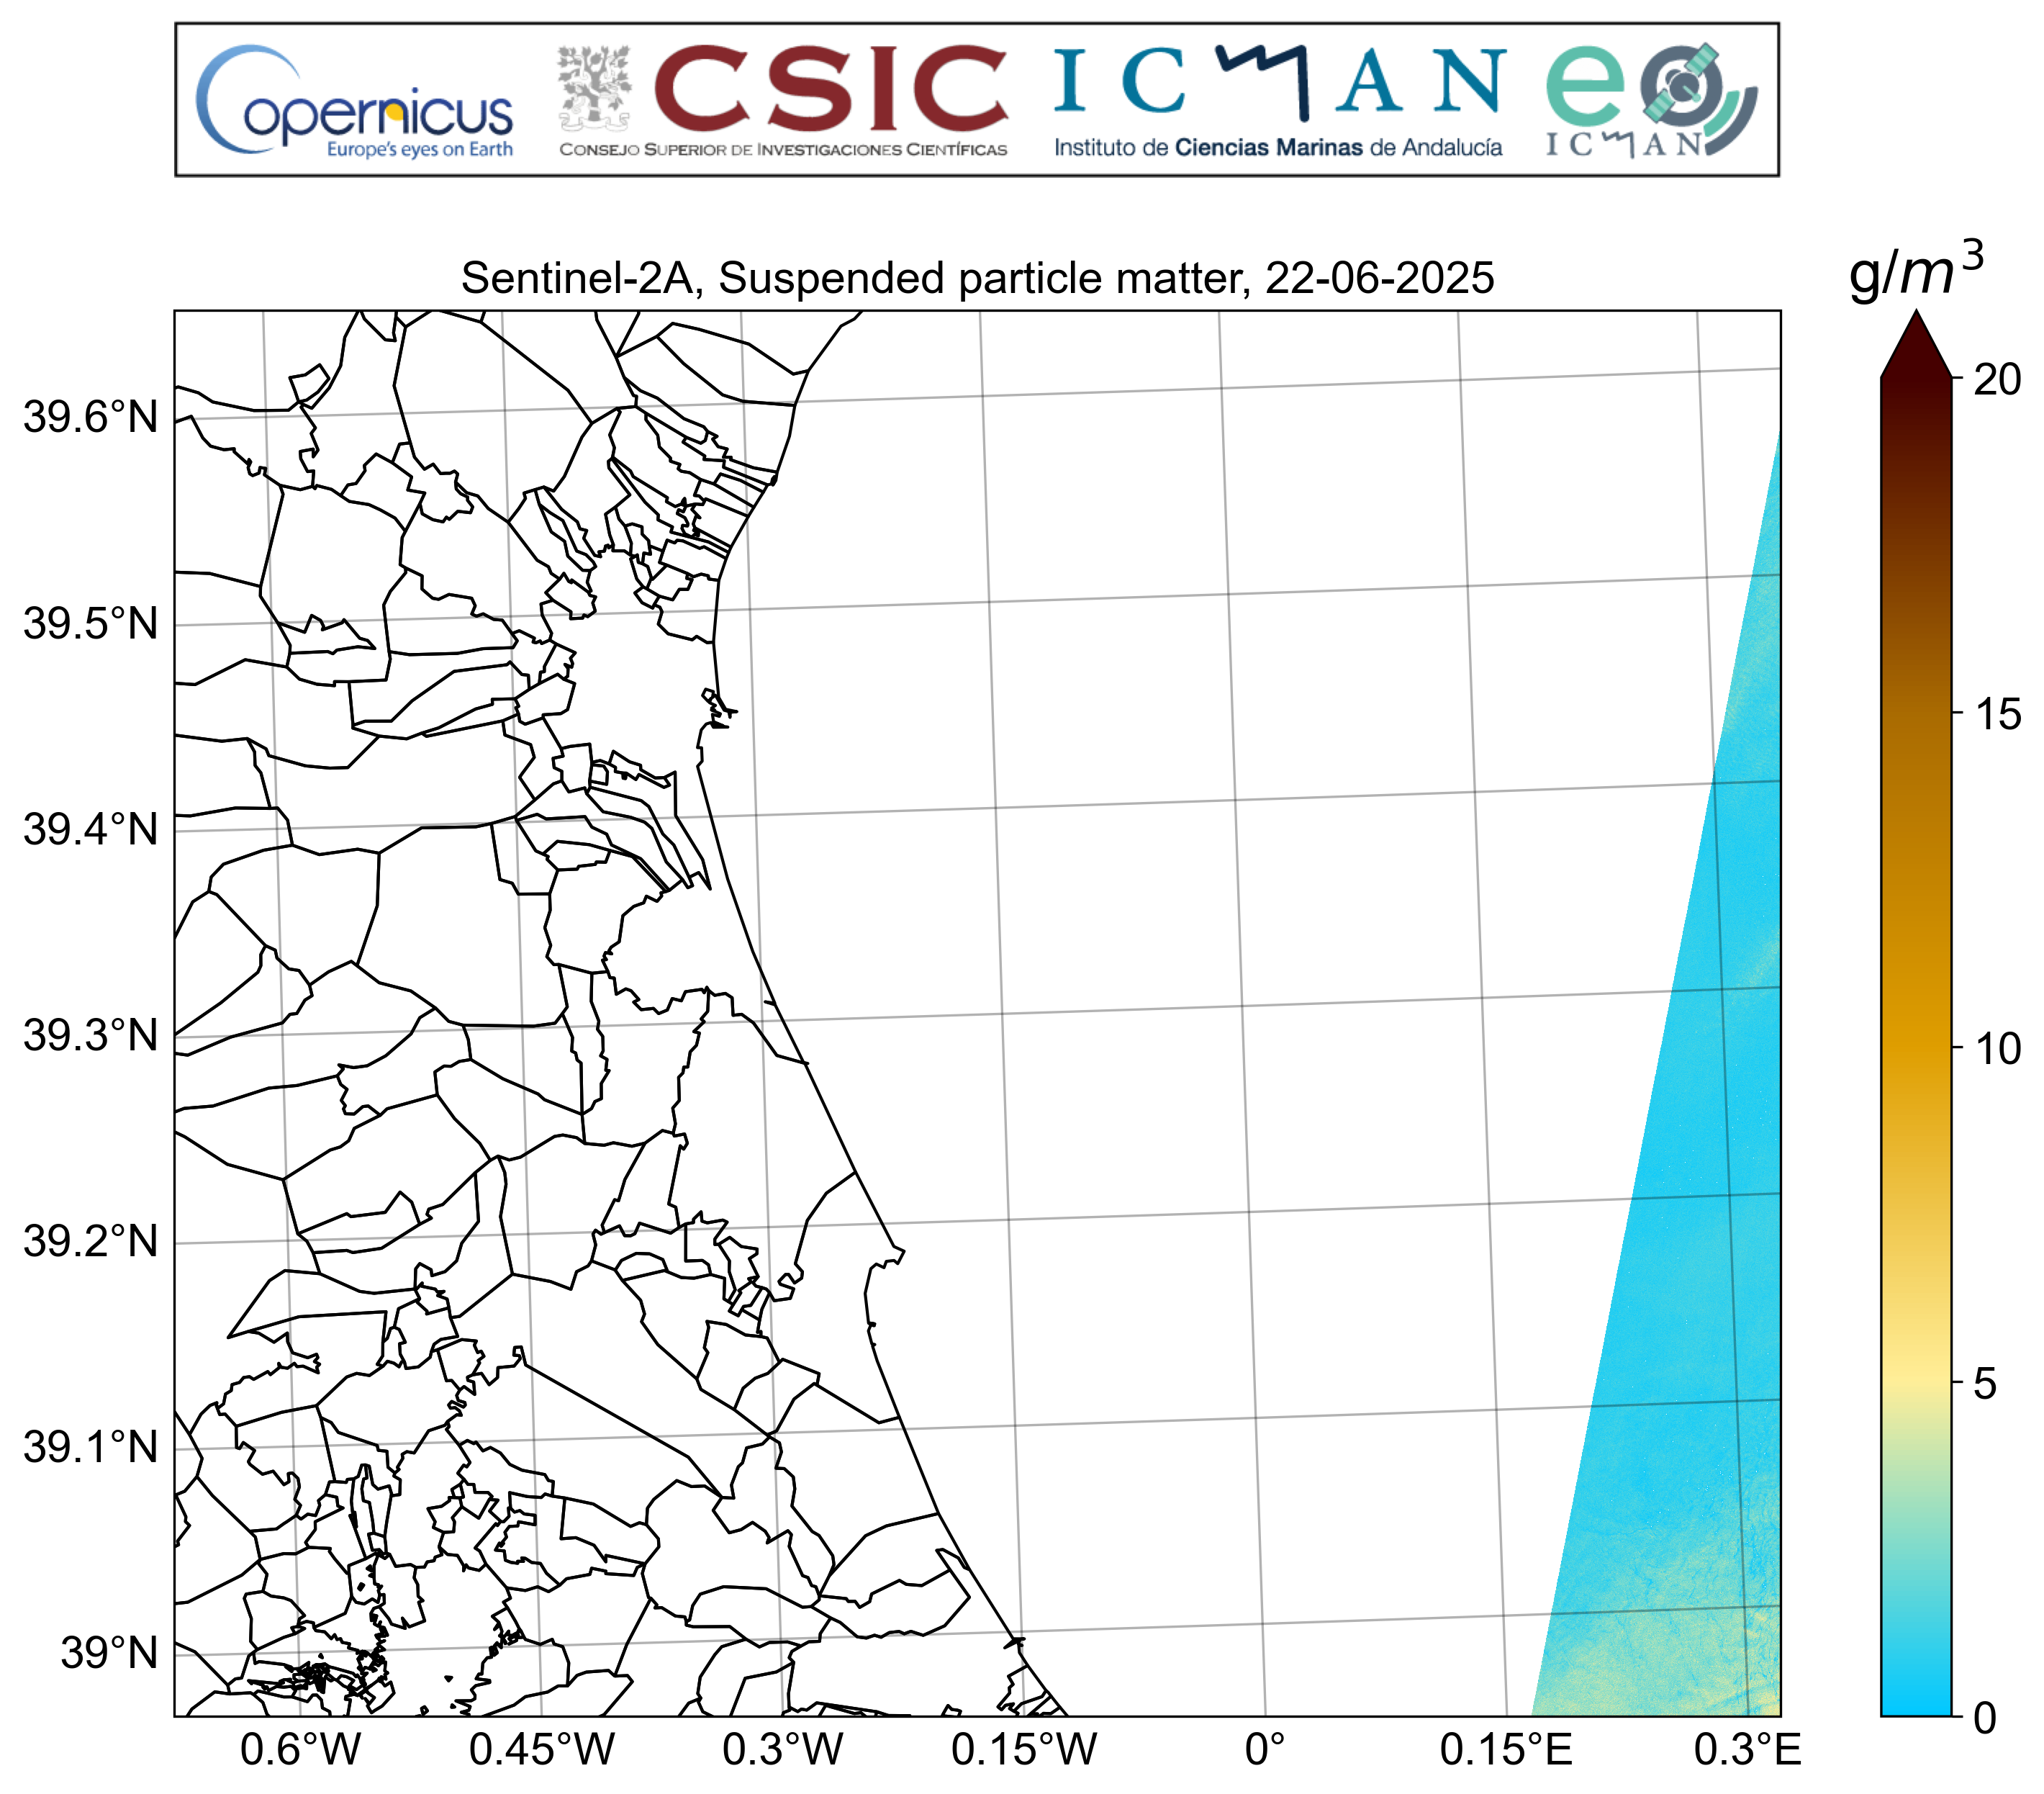 Copernicus
Europe's eyes on Earth
CSIC
CONSEJO SUPERIOR DE INVESTIGACIONES CIENTÍFICAS
ICMAN
Instituto de Ciencias Marinas de Andalucía
eo
ICMAN
Sentinel-2A, Suspended particle matter, 22-06-2025
g/m³
39.6°N
39.5°N
39.4°N
39.3°N
39.2°N
39.1°N
39°N
0.6°W 0.45°W 0.3°W 0.15°W 0° 0.15°E 0.3°E
20
15
10
5
0